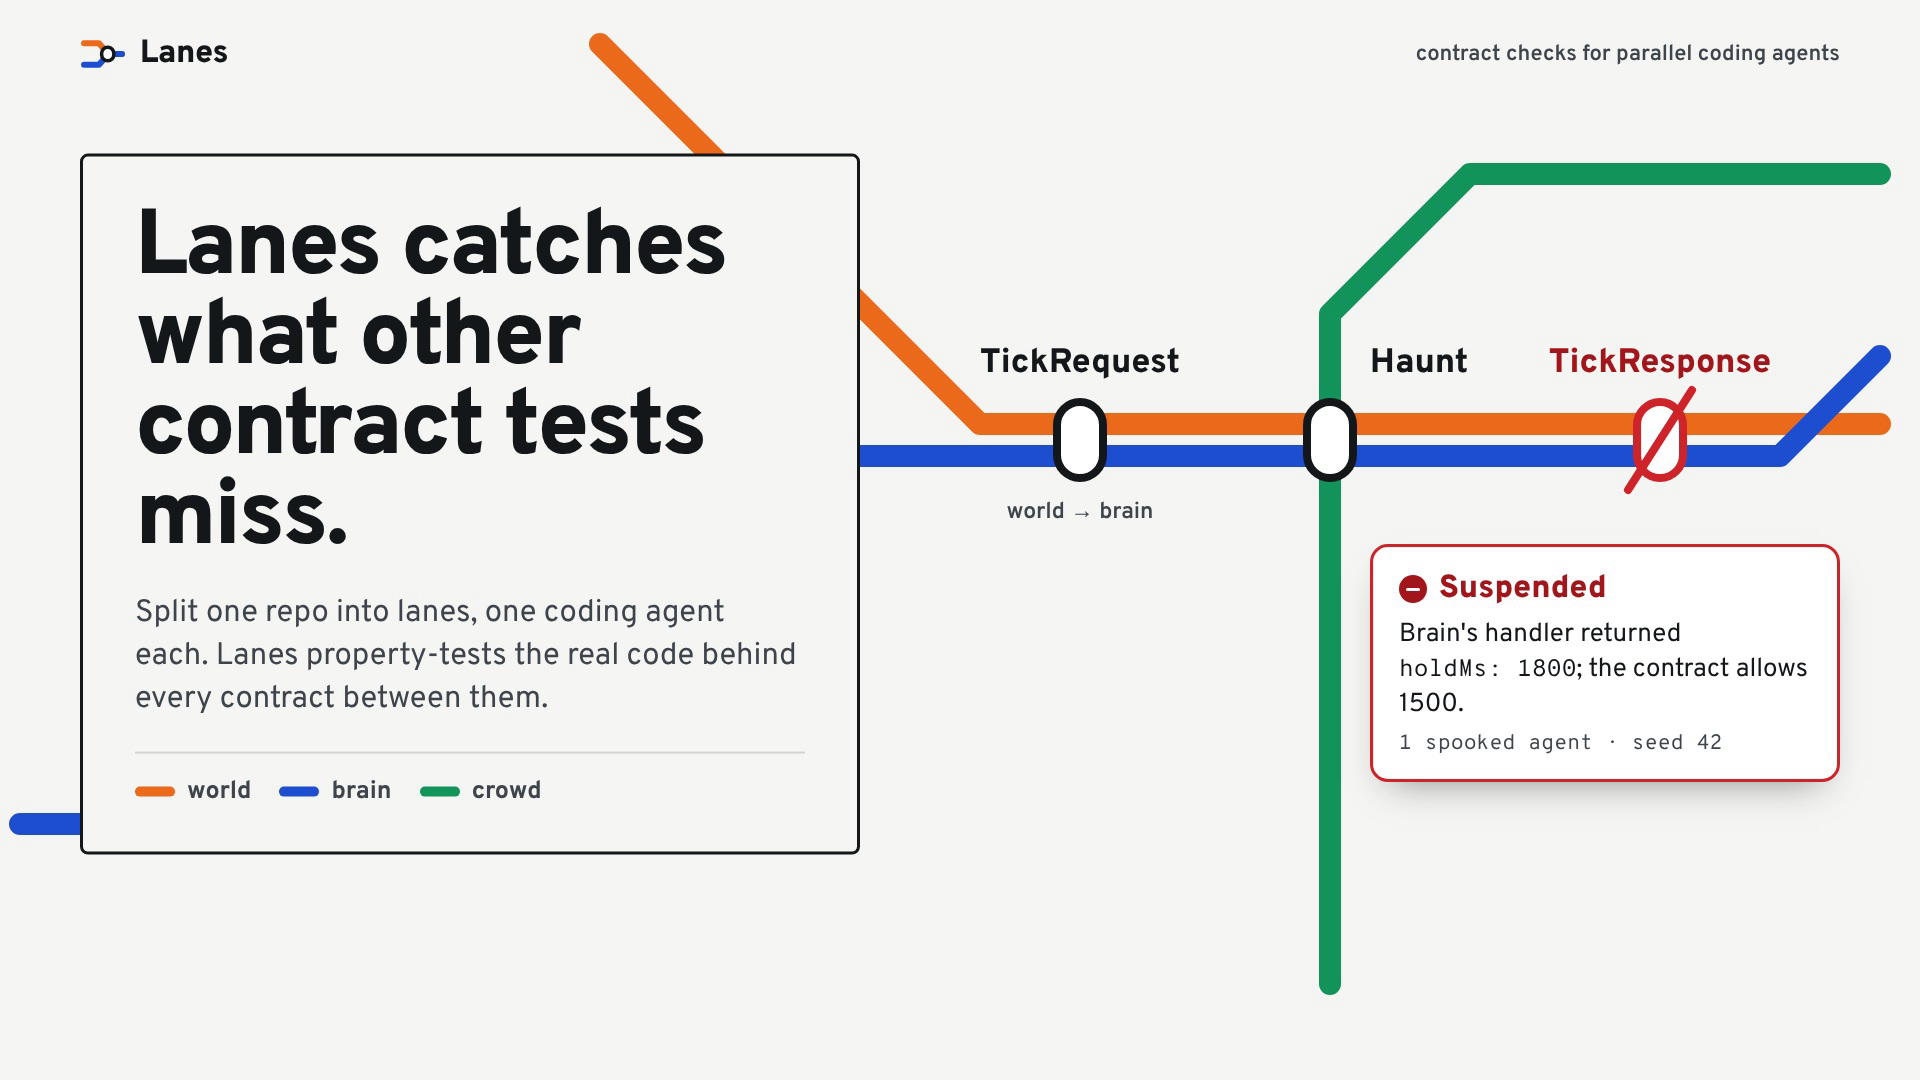 Lanes
contract checks for parallel coding agents
Lanes catches
what other
contract tests
miss.
Split one repo into lanes, one coding agent
each. Lanes property-tests the real code behind
every contract between them.
world brain crowd
TickRequest
Haunt
TickResponse
world → brain
Suspended
Brain's handler returned
holdMs: 1800; the contract allows
1500.
1 spooked agent · seed 42